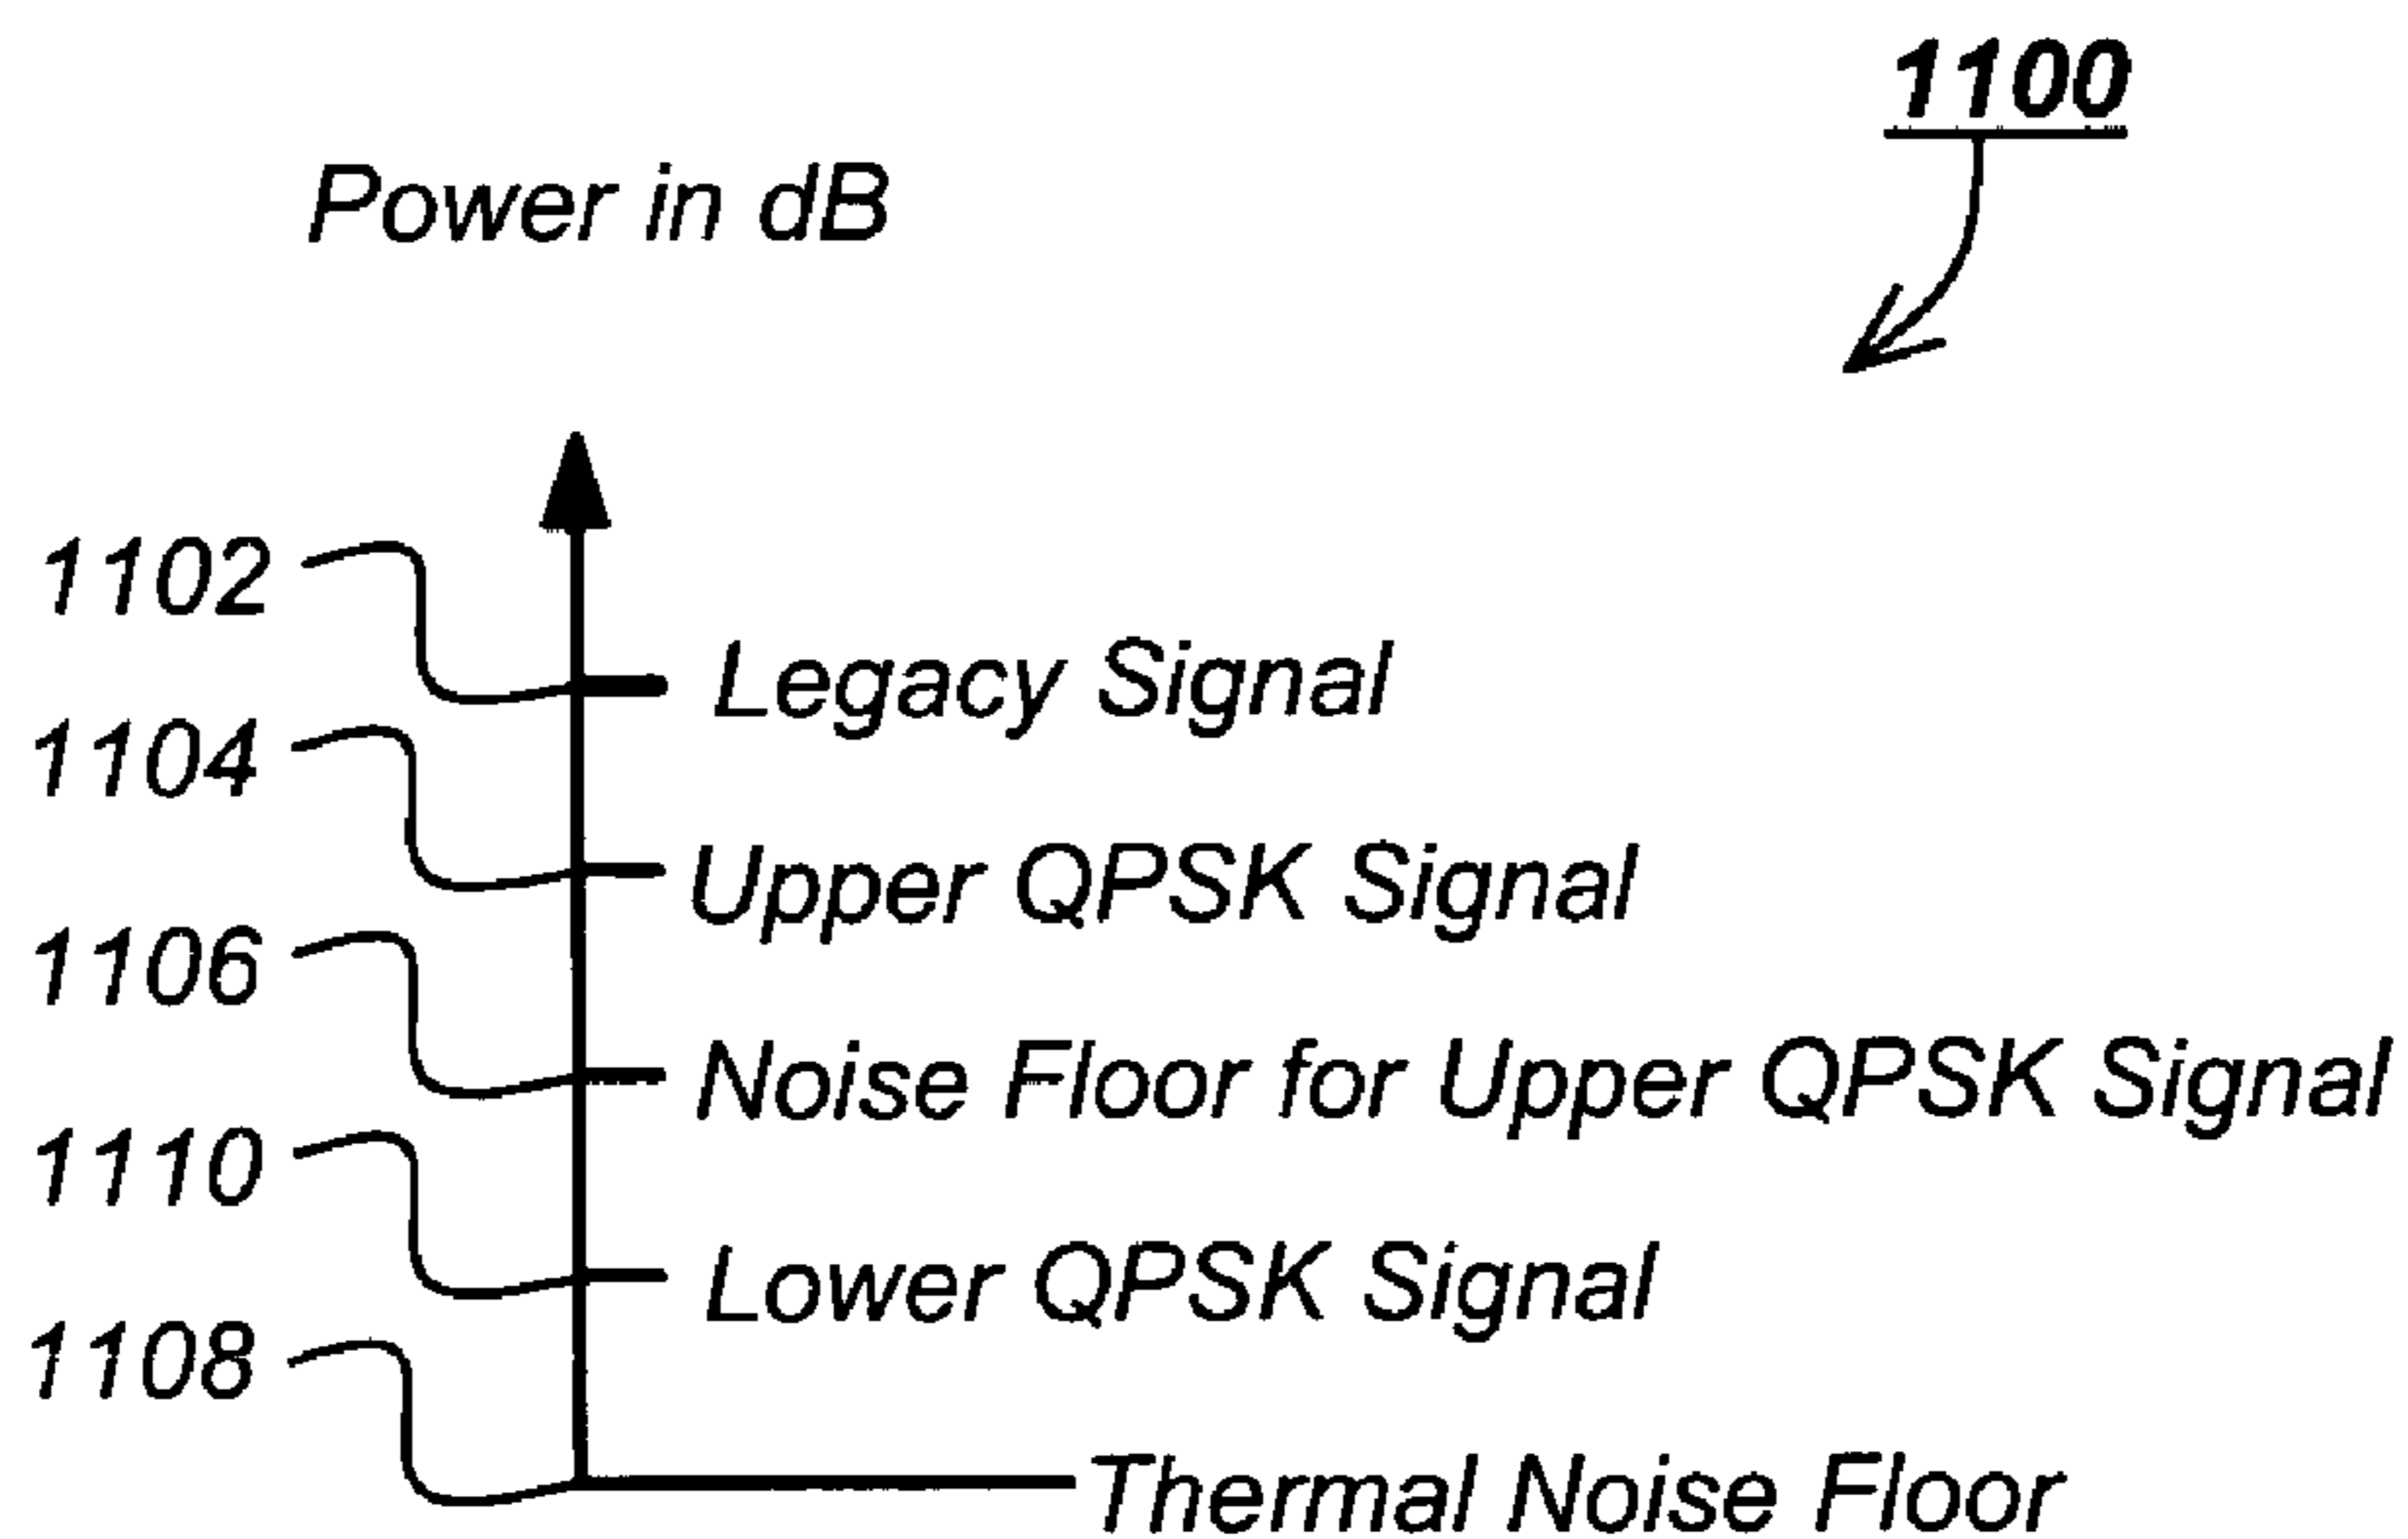 1100
Power in dB
1102
Legacy Signal
1104
Upper QPSK Signal
1106
Noise Floor for Upper QPSK Signal
1110
Lower QPSK Signal
1108
Thermal Noise Floor